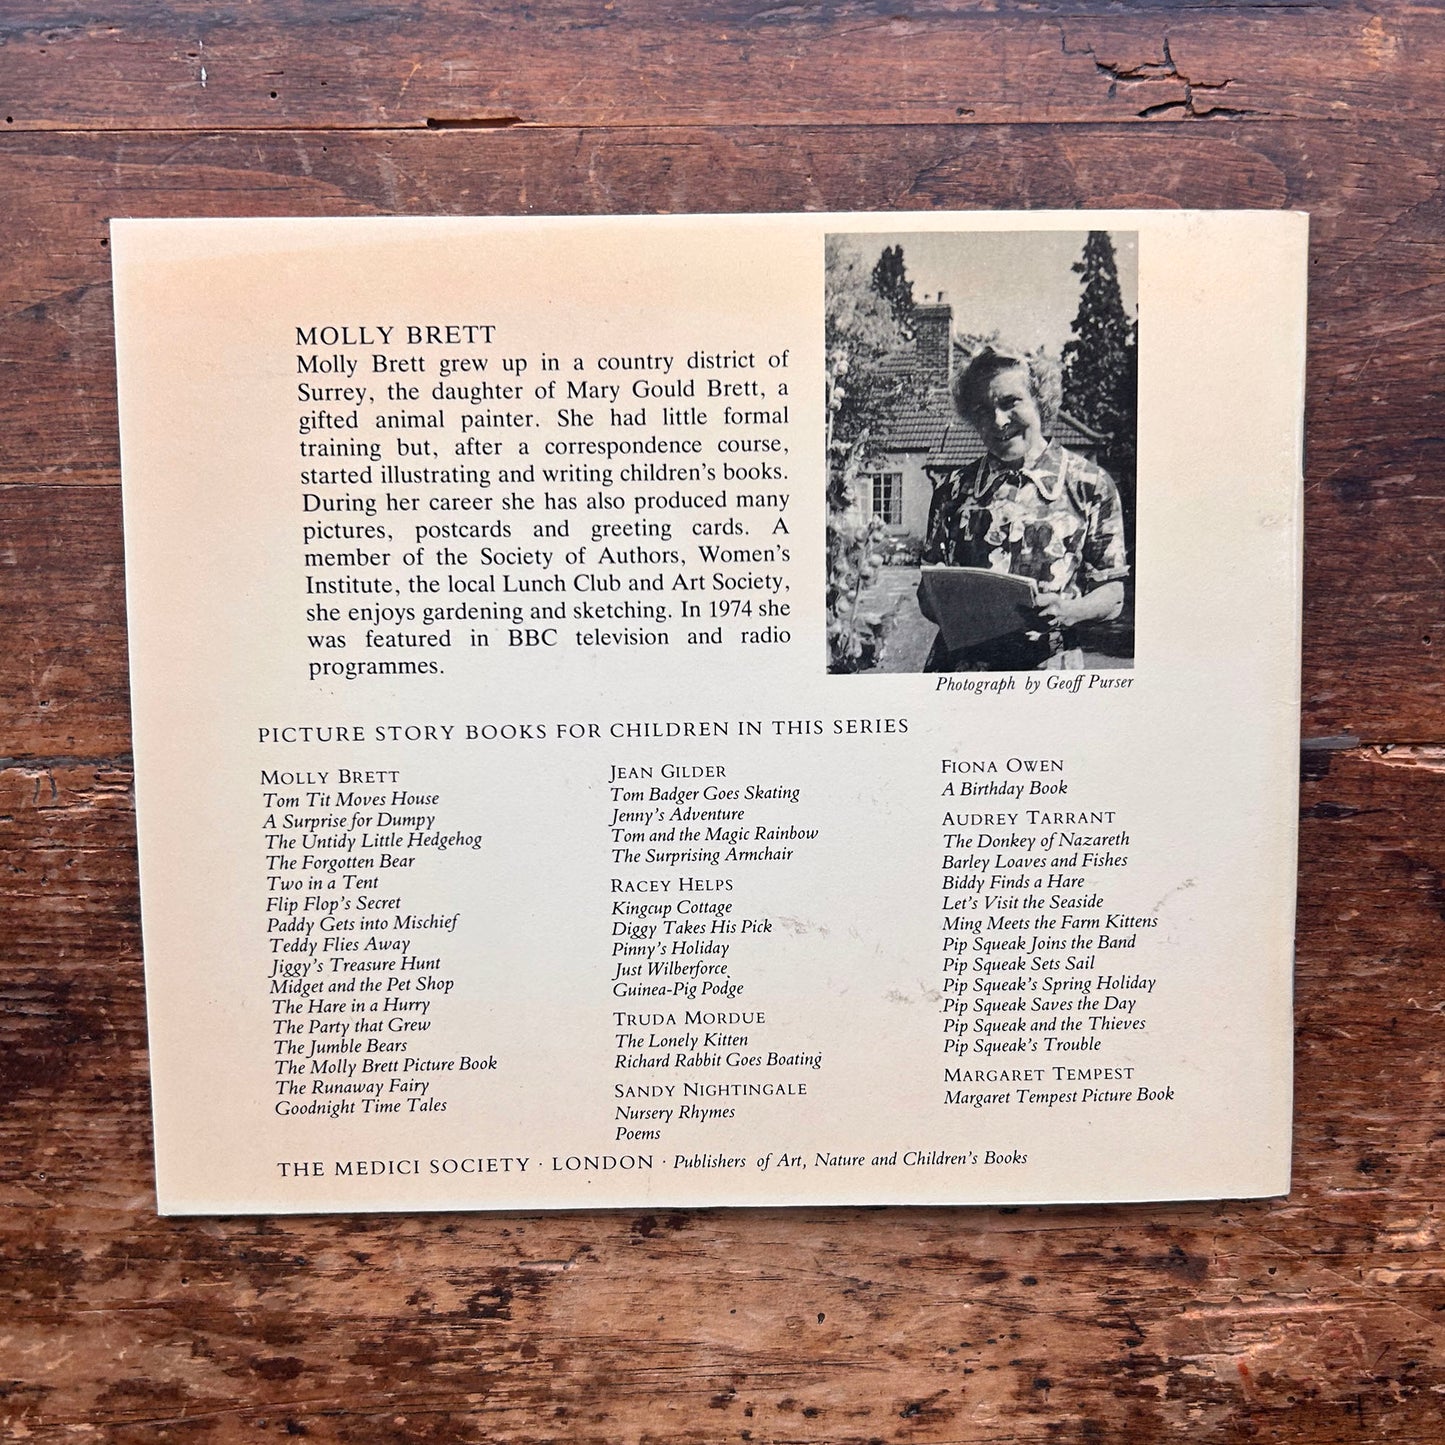 MOLLY BRETT
Molly Brett grew up in a country district of
Surrey, the daughter of Mary Gould Brett, a
gifted animal painter. She had little formal
training but, after a correspondence course,
started illustrating and writing children's books.
During her career she has also produced many
pictures, postcards and greeting cards. A
member of the Society of Authors, Women's
Institute, the local Lunch Club and Art Society,
she enjoys gardening and sketching. In 1974 she
was featured in BBC television and radio
programmes.
Photograph by Geoff Purser
PICTURE STORY BOOKS FOR CHILDREN IN THIS SERIES
MOLLY BRETT
Tom Tit Moves House
A Surprise for Dumpy
The Untidy Little Hedgehog
The Forgotten Bear
Two in a Tent
Flip Flop's Secret
Paddy Gets into Mischief
Teddy Flies Away
Jiggy's Treasure Hunt
Midget and the Pet Shop
The Hare in a Hurry
The Party that Grew
The Jumble Bears
The Molly Brett Picture Book
The Runaway Fairy
Goodnight Time Tales
JEAN GILDER
Tom Badger Goes Skating
Jenny's Adventure
Tom and the Magic Rainbow
The Surprising Armchair
RACEY HELPS
Kingcup Cottage
Diggy Takes His Pick
Pinny's Holiday
Just Wilberforce
Guinea-Pig Podge
TRUDA MORDUE
The Lonely Kitten
Richard Rabbit Goes Boating
SANDY NIGHTINGALE
Nursery Rhymes
Poems
FIONA OWEN
A Birthday Book
AUDREY TARRANT
The Donkey of Nazareth
Barley Loaves and Fishes
Biddy Finds a Hare
Let's Visit the Seaside
Ming Meets the Farm Kittens
Pip Squeak Joins the Band
Pip Squeak Sets Sail
Pip Squeak's Spring Holiday
Pip Squeak Saves the Day
Pip Squeak and the Thieves
Pip Squeak's Trouble
MARGARET TEMPEST
Margaret Tempest Picture Book
THE MEDICI SOCIETY · LONDON · Publishers of Art, Nature and Children's Books